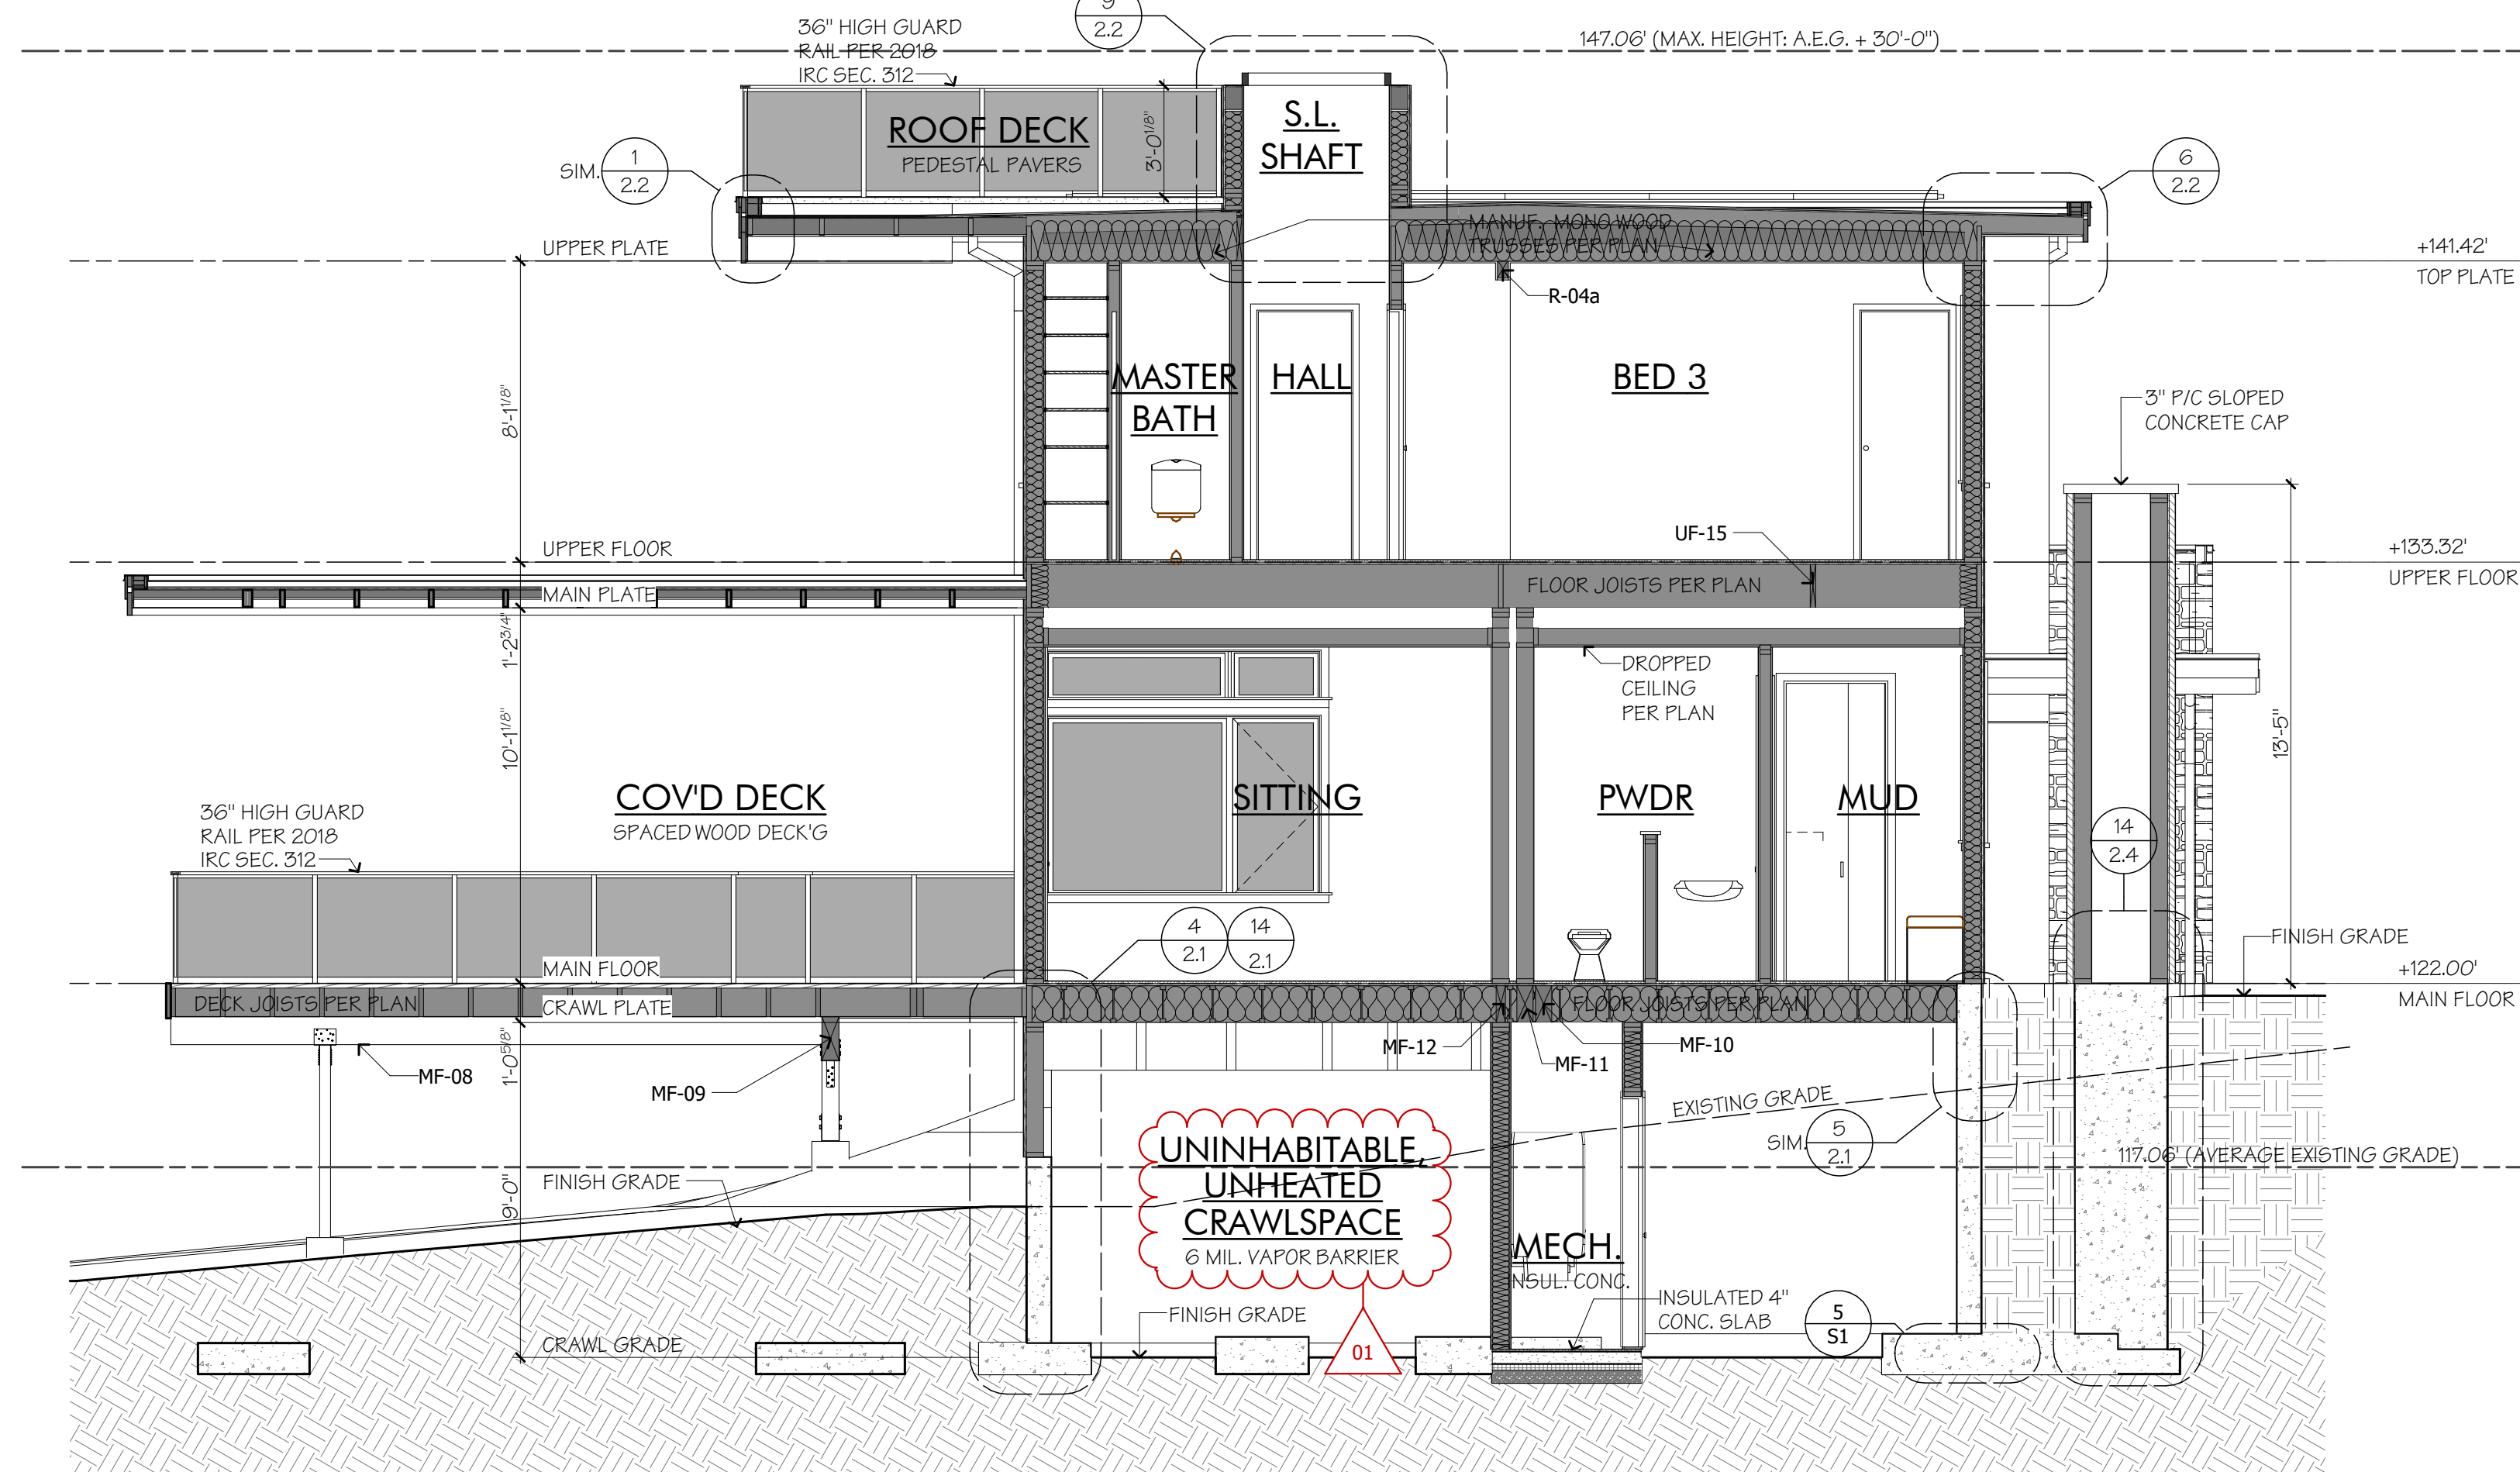 9
2.2
36" HIGH GUARD
RAIL PER 2018
IRC SEC. 312
147.06' (MAX. HEIGHT: A.E.G. + 30'-0")
ROOF DECK
PEDESTAL PAVERS
3'-0 1/8"
S.L.
SHAFT
SIM.
1
2.2
6
2.2
MANUF. MONO WOOD
TRUSSES PER PLAN
UPPER PLATE
+141.42'
TOP PLATE
R-04a
8'-1 1/8"
MASTER
BATH
HALL
BED 3
3" P/C SLOPED
CONCRETE CAP
UF-15
UPPER FLOOR
+133.32'
UPPER FLOOR
MAIN PLATE
FLOOR JOISTS PER PLAN
1'-2 3/4"
DROPPED
CEILING
PER PLAN
10'-1 1/8"
13'-5"
COV'D DECK
SPACED WOOD DECK'G
SITTING
PWDR
MUD
36" HIGH GUARD
RAIL PER 2018
IRC SEC. 312
14
2.4
4
2.1
14
2.1
FINISH GRADE
MAIN FLOOR
+122.00'
MAIN FLOOR
DECK JOISTS PER PLAN
CRAWL PLATE
FLOOR JOISTS PER PLAN
MF-12
MF-11
MF-10
MF-08
MF-09
1'-0 5/8"
EXISTING GRADE
SIM.
5
2.1
117.06' (AVERAGE EXISTING GRADE)
UNINHABITABLE,
UNHEATED
CRAWLSPACE
6 MIL. VAPOR BARRIER
FINISH GRADE
9'-0"
MECH.
NSUL. CONC.
INSULATED 4"
CONC. SLAB
5
S1
FINISH GRADE
CRAWL GRADE
01